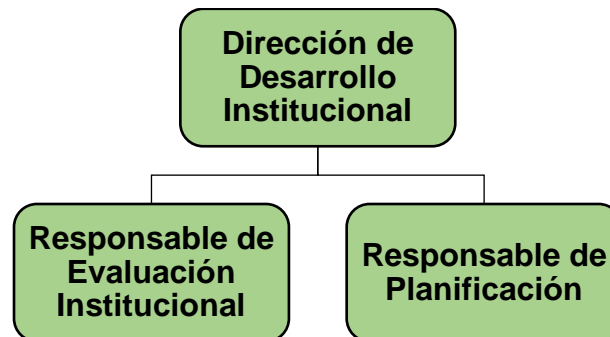 Dirección de
Desarrollo
Institucional
Responsable de
Evaluación
Institucional
Responsable de
Planificación